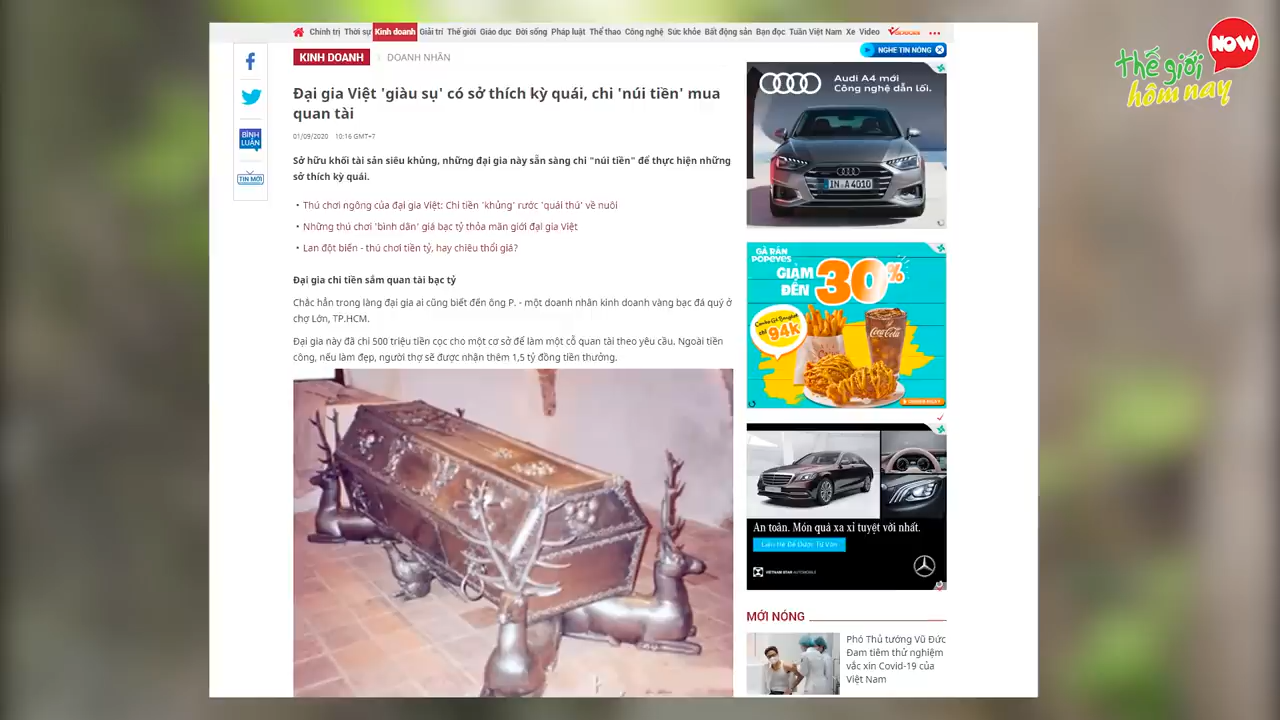 Chính trị Thời sự Kinh doanh Giải trí Thế giới Giáo dục Đời sống Pháp luật Thể thao Công nghệ Sức khỏe Bất động sản Bạn đọc Tuần Việt Nam Xe Video
NGHE TIN NÓNG
thế giới
NOW
hôm nay
KINH DOANH
DOANH NHÂN
BÌNH
LUẬN
TIN MỚI
Đại gia Việt 'giàu sụ' có sở thích kỳ quái, chi 'núi tiền' mua
quan tài
01/09/2020 10:16 GMT+7
Sở hữu khối tài sản siêu khủng, những đại gia này sẵn sàng chi "núi tiền" để thực hiện những
sở thích kỳ quái.
• Thú chơi ngông của đại gia Việt: Chi tiền 'khủng' rước 'quái thú' về nuôi
• Những thú chơi 'bình dân' giá bạc tỷ thỏa mãn giới đại gia Việt
• Lan đột biến - thú chơi tiền tỷ, hay chiêu thổi giá?
Đại gia chi tiền sắm quan tài bạc tỷ
Chắc hẳn trong làng đại gia ai cũng biết đến ông P. - một doanh nhân kinh doanh vàng bạc đá quý ở
chợ Lớn, TP.HCM.
Đại gia này đã chi 500 triệu tiền cọc cho một cơ sở để làm một cỗ quan tài theo yêu cầu. Ngoài tiền
công, nếu làm đẹp, người thợ sẽ được nhận thêm 1,5 tỷ đồng tiền thưởng.
Audi A4 mới
Công nghệ dẫn lối.
IN A 4010
GÀ RÁN
POPEYES
GIẢM
ĐẾN
30%
94k
Coca-Cola
An toàn. Món quà xa xỉ tuyệt vời nhất.
Liên Hệ Để Được Tư Vấn
VIETNAM STAR AUTOMOBILE
MỚI NÓNG
Phó Thủ tướng Vũ Đức
Đam tiêm thử nghiệm
vắc xin Covid-19 của
Việt Nam